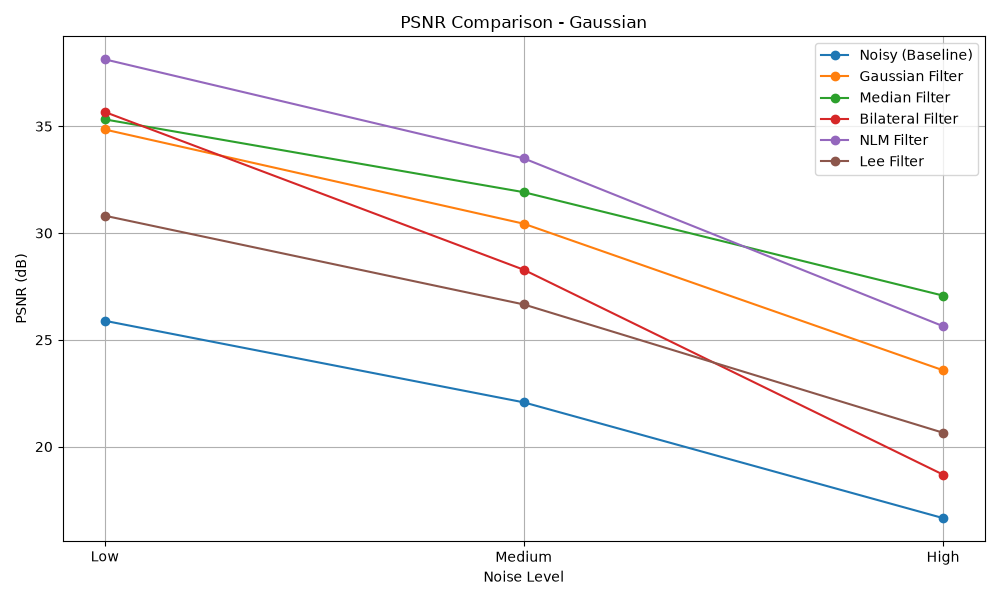 PSNR Comparison - Gaussian
PSNR (dB)
35
30
25
20
Noisy (Baseline)
Gaussian Filter
Median Filter
Bilateral Filter
NLM Filter
Lee Filter
Low Medium High
Noise Level